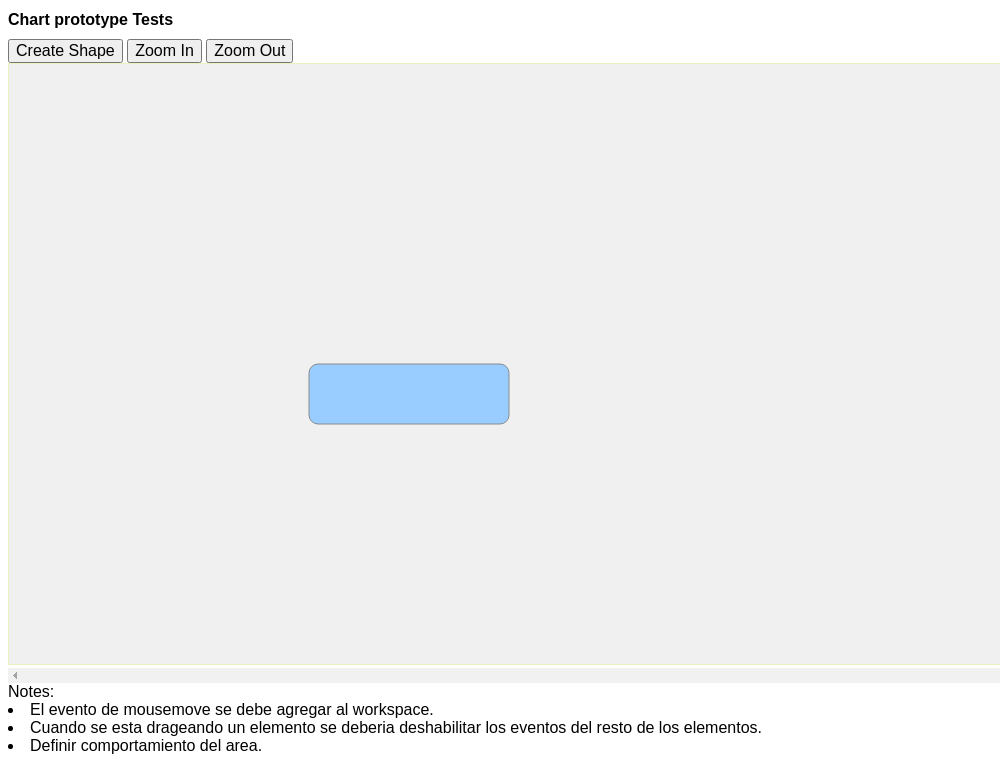 Chart prototype Tests
Create Shape Zoom In Zoom Out
Notes:
El evento de mousemove se debe agregar al workspace.
Cuando se esta drageando un elemento se deberia deshabilitar los eventos del resto de los elementos.
Definir comportamiento del area.